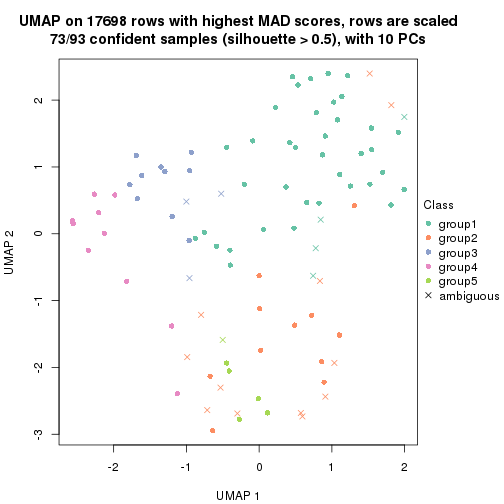 UMAP on 17698 rows with highest MAD scores, rows are scaled
73/93 confident samples (silhouette > 0.5), with 10 PCs
2
1
0
-1
-2
-3
UMAP 2
-2
-1
0
1
2
UMAP 1
Class
group1
group2
group3
group4
group5
ambiguous